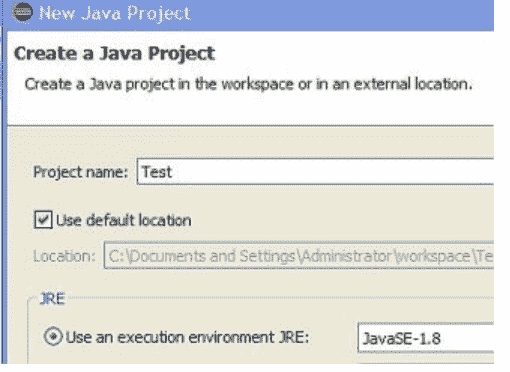 New Java Project
Create a Java Project
Create a Java project in the workspace or in an external location.
Project name: Test
Use default location
Location: C:\Documents and Settings\Administrator\workspace\Te
JRE
Use an execution environment JRE: JavaSE-1.8